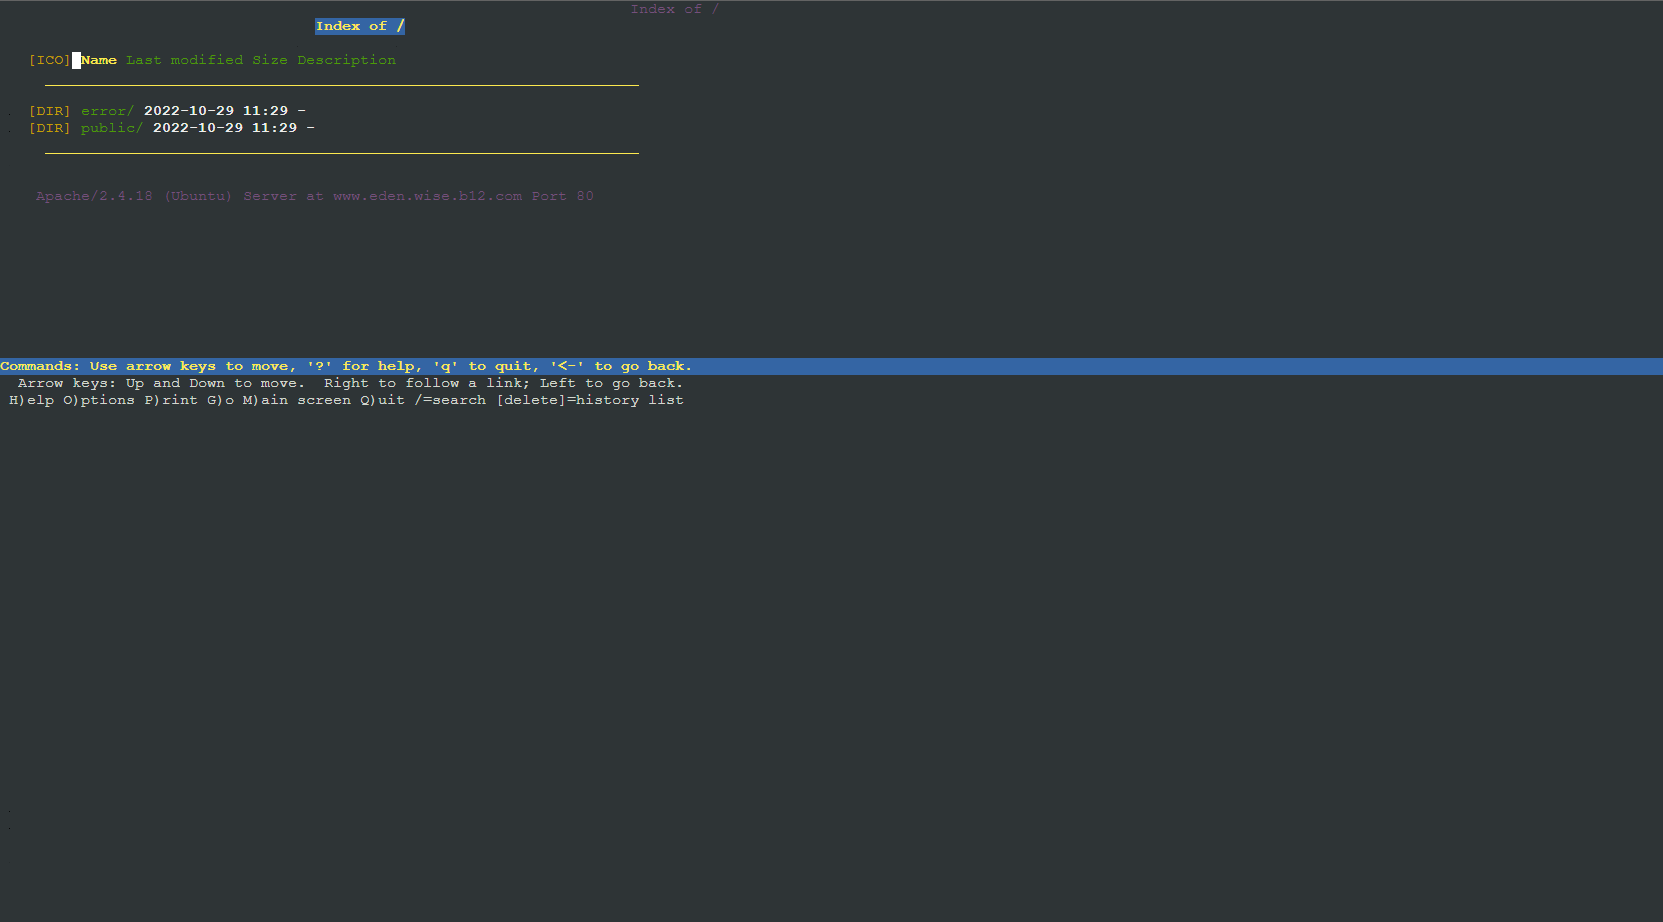 Index of /
Index of /
[ICO] Name Last modified Size Description
[DIR] error/ 2022-10-29 11:29 -
[DIR] public/ 2022-10-29 11:29 -
Apache/2.4.18 (Ubuntu) Server at www.eden.wise.b12.com Port 80
Commands: Use arrow keys to move, '?' for help, 'q' to quit, '<-' to go back.
Arrow keys: Up and Down to move.  Right to follow a link; Left to go back.
H)elp O)ptions P)rint G)o M)ain screen Q)uit /=search [delete]=history list